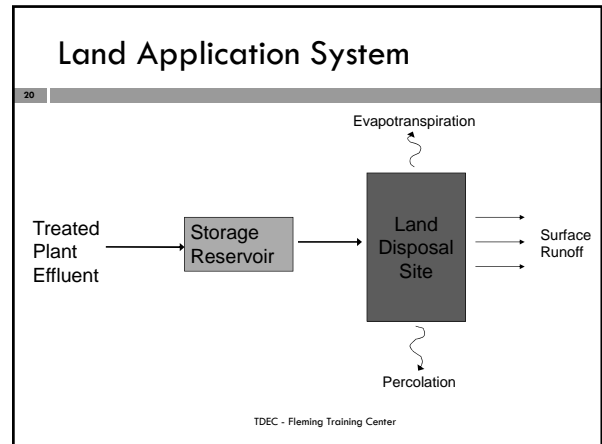 Land Application System
20
Evapotranspiration
Treated
Plant
Effluent
Storage
Reservoir
Land
Disposal
Site
Surface
Runoff
Percolation
TDEC - Fleming Training Center